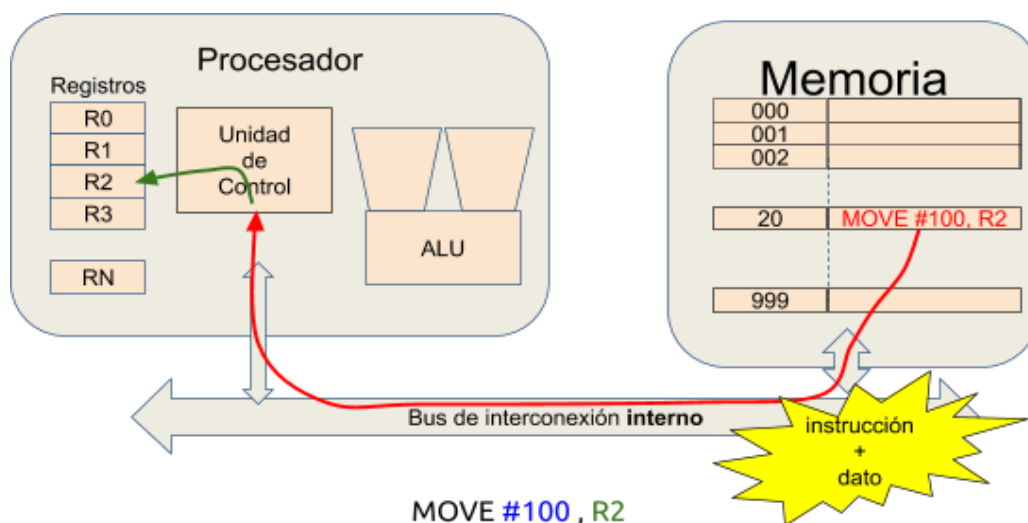 Procesador
Registros
R0
R1
R2
R3
RN
Unidad
de
Control
ALU
Memoria
000
001
002
20 MOVE #100, R2
999
Bus de interconexión interno
instrucción
+
dato
MOVE #100 , R2